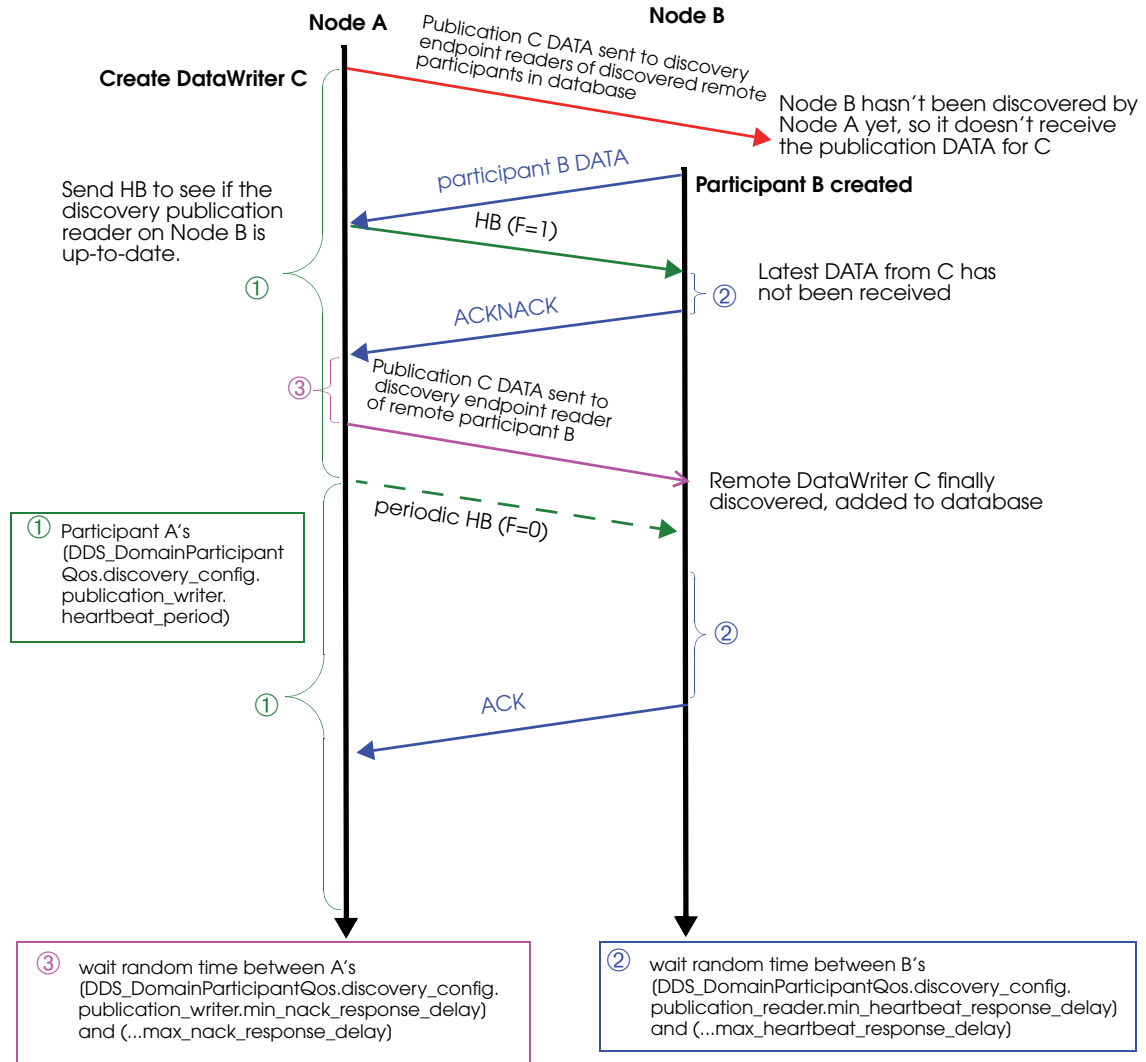 Node A
Node B
Create DataWriter C
Publication C DATA sent to discovery
endpoint readers of discovered remote
participants in database
Node B hasn't been discovered by
Node A yet, so it doesn't receive
the publication DATA for C
participant B DATA
Participant B created
Send HB to see if the
discovery publication
reader on Node B is
up-to-date.
HB (F=1)
①
Latest DATA from C has
not been received
②
ACKNACK
③
Publication C DATA sent to
discovery endpoint reader
of remote participant B
Remote DataWriter C finally
discovered, added to database
periodic HB (F=0)
① Participant A's
(DDS_DomainParticipant
Qos.discovery_config.
publication_writer.
heartbeat_period)
②
①
ACK
③ wait random time between A's
(DDS_DomainParticipantQos.discovery_config.
publication_writer.min_nack_response_delay)
and (...max_nack_response_delay)
② wait random time between B's
(DDS_DomainParticipantQos.discovery_config.
publication_reader.min_heartbeat_response_delay)
and (...max_heartbeat_response_delay)